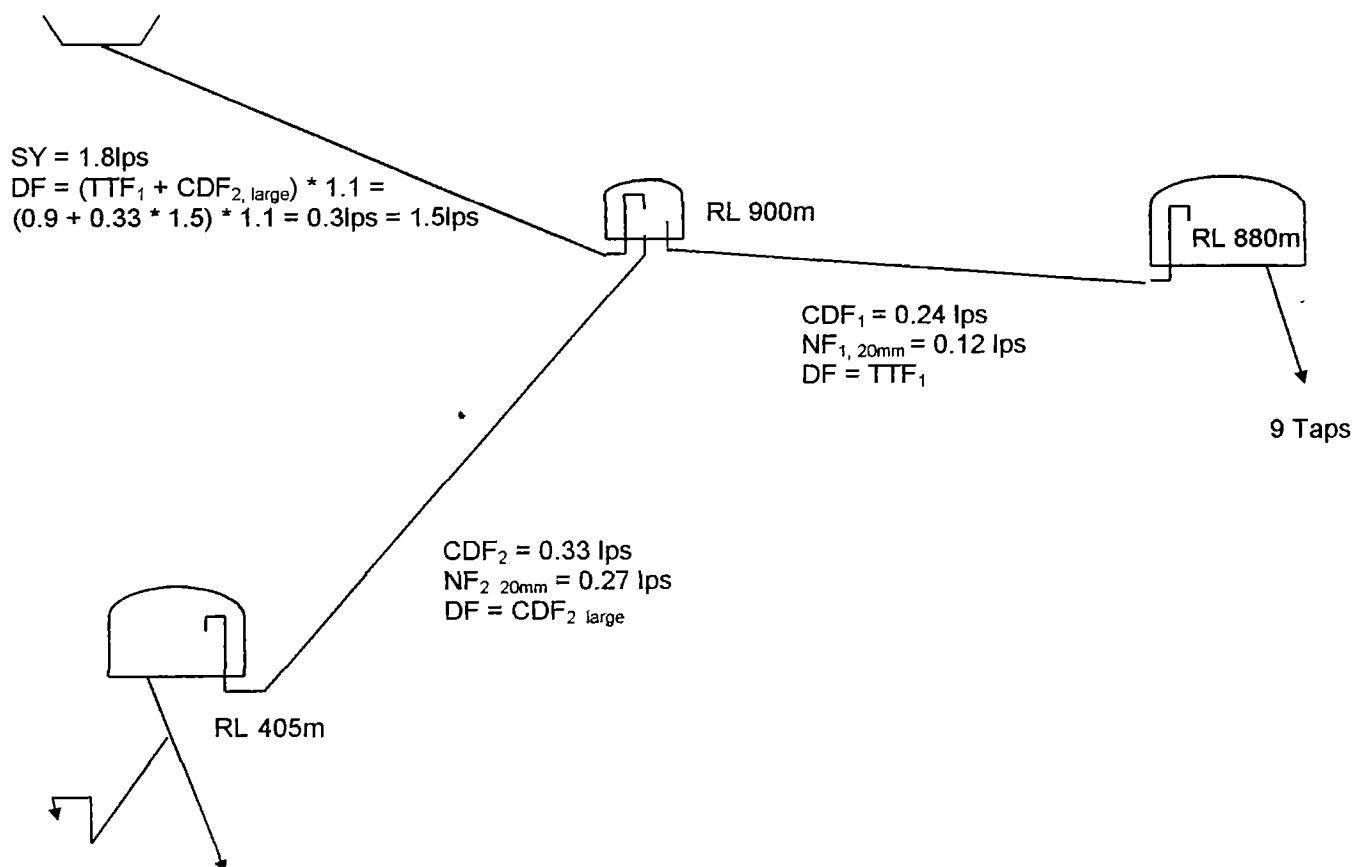 SY = 1.8lps
DF = (TTF₁ + CDF₂, large) * 1.1 =
(0.9 + 0.33 * 1.5) * 1.1 = 0.3lps = 1.5lps
RL 900m
RL 880m
CDF₁ = 0.24 lps
NF₁, 20mm = 0.12 lps
DF = TTF₁
9 Taps
CDF₂ = 0.33 lps
NF₂ 20mm = 0.27 lps
DF = CDF₂ large
RL 405m